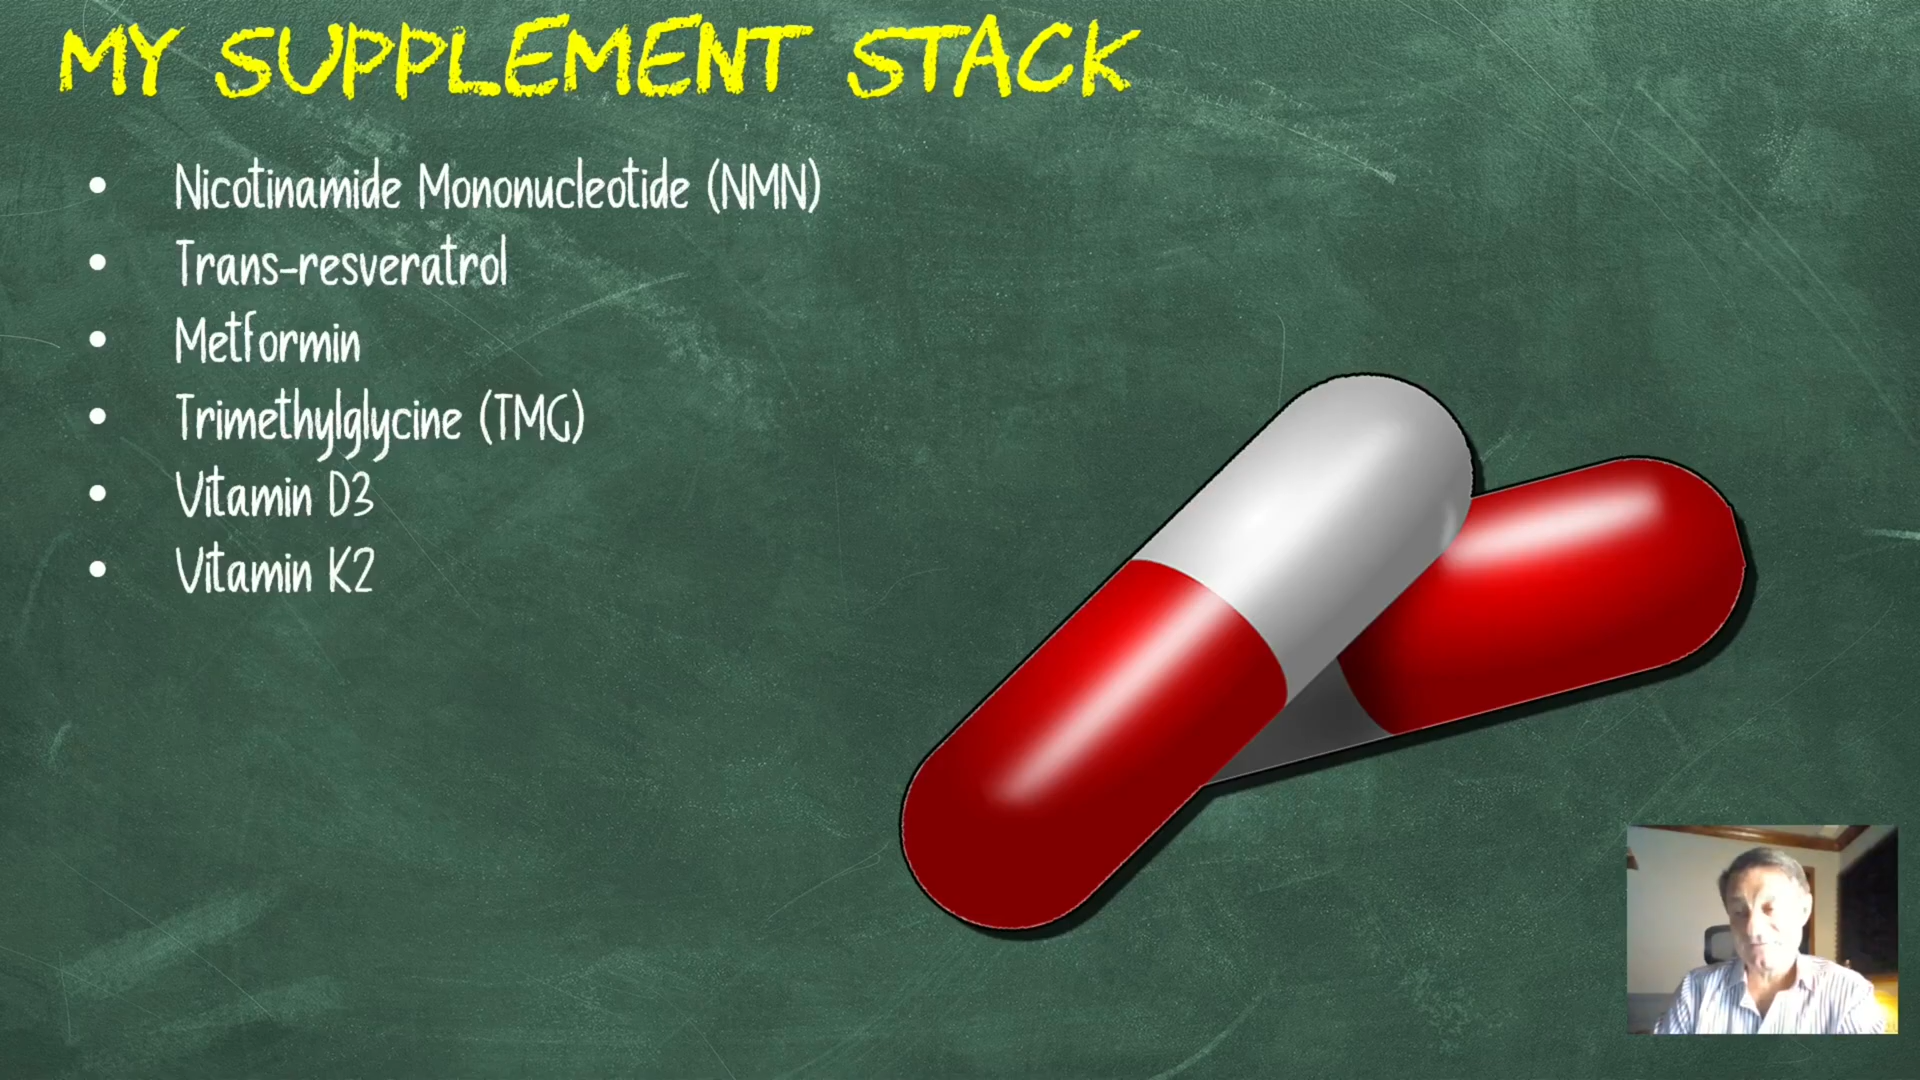 MY SUPPLEMENT STACK
• Nicotinamide Mononucleotide (NMN)
• Trans-resveratrol
• Metformin
• Trimethylglycine (TMG)
• Vitamin D3
• Vitamin K2